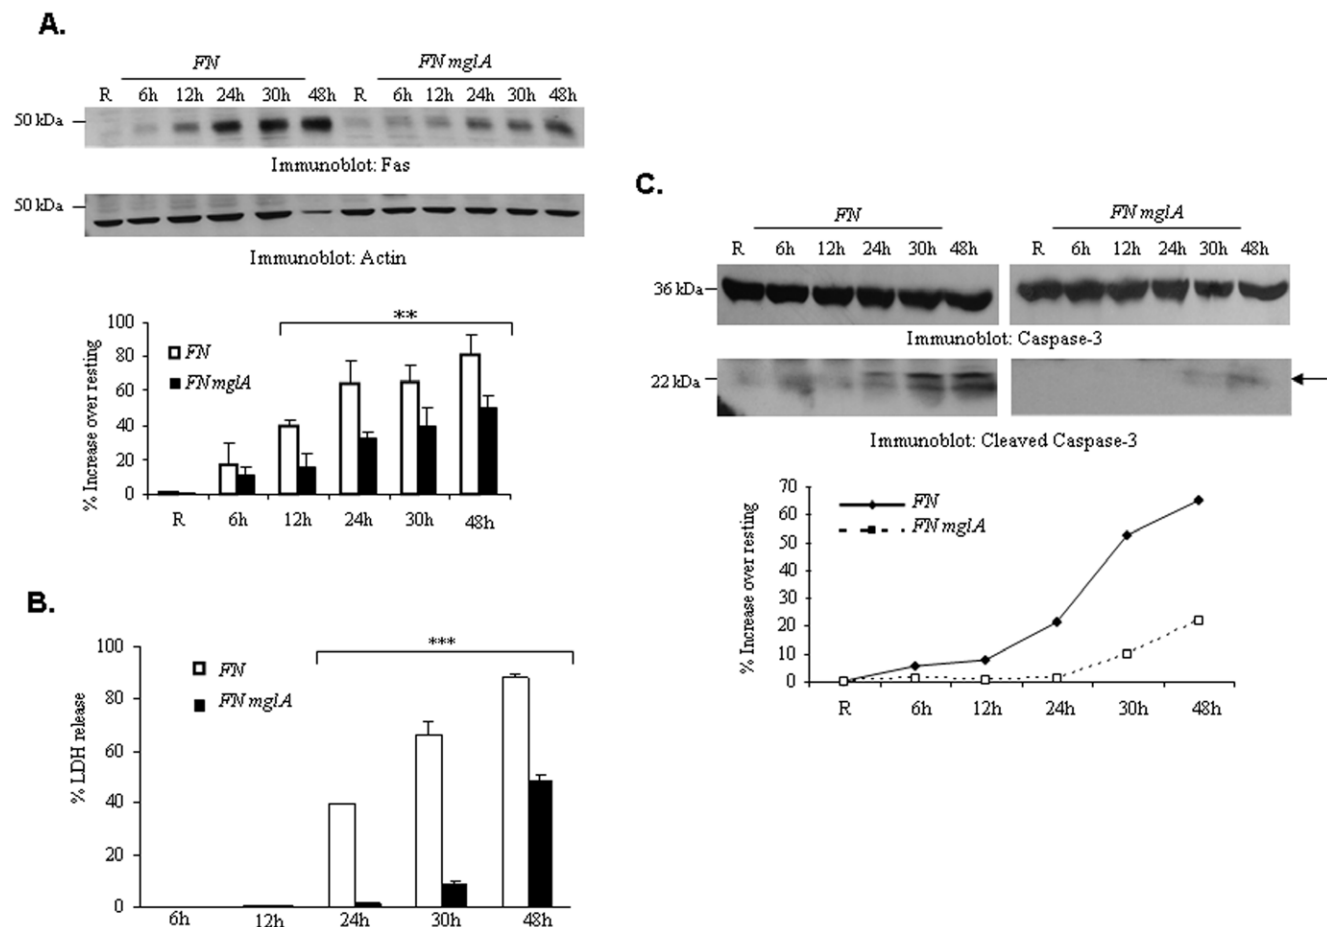 A.
FN FN mglA
R 6h 12h 24h 30h 48h R 6h 12h 24h 30h 48h
50 kDa
Immunoblot: Fas
50 kDa
Immunoblot: Actin
% Increase over resting
100
80
60
40
20
0
**
FN
FN mglA
R 6h 12h 24h 30h 48h
B.
% LDH release
100
80
60
40
20
0
***
FN
FN mglA
6h 12h 24h 30h 48h
C.
FN FN mglA
R 6h 12h 24h 30h 48h R 6h 12h 24h 30h 48h
36 kDa
Immunoblot: Caspase-3
22 kDa
Immunoblot: Cleaved Caspase-3
% Increase over resting
70
60
50
40
30
20
10
0
FN
FN mglA
R 6h 12h 24h 30h 48h